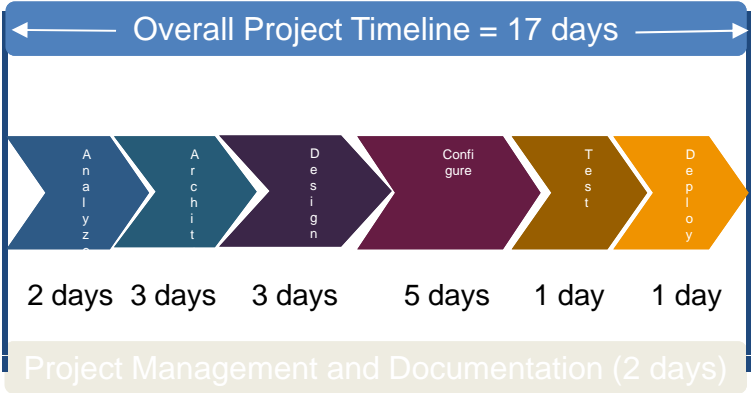 Overall Project Timeline = 17 days
Analyze
Archit
Design
Confi
gure
Test
Deploy
2 days 3 days 3 days 5 days 1 day 1 day
Project Management and Documentation (2 days)